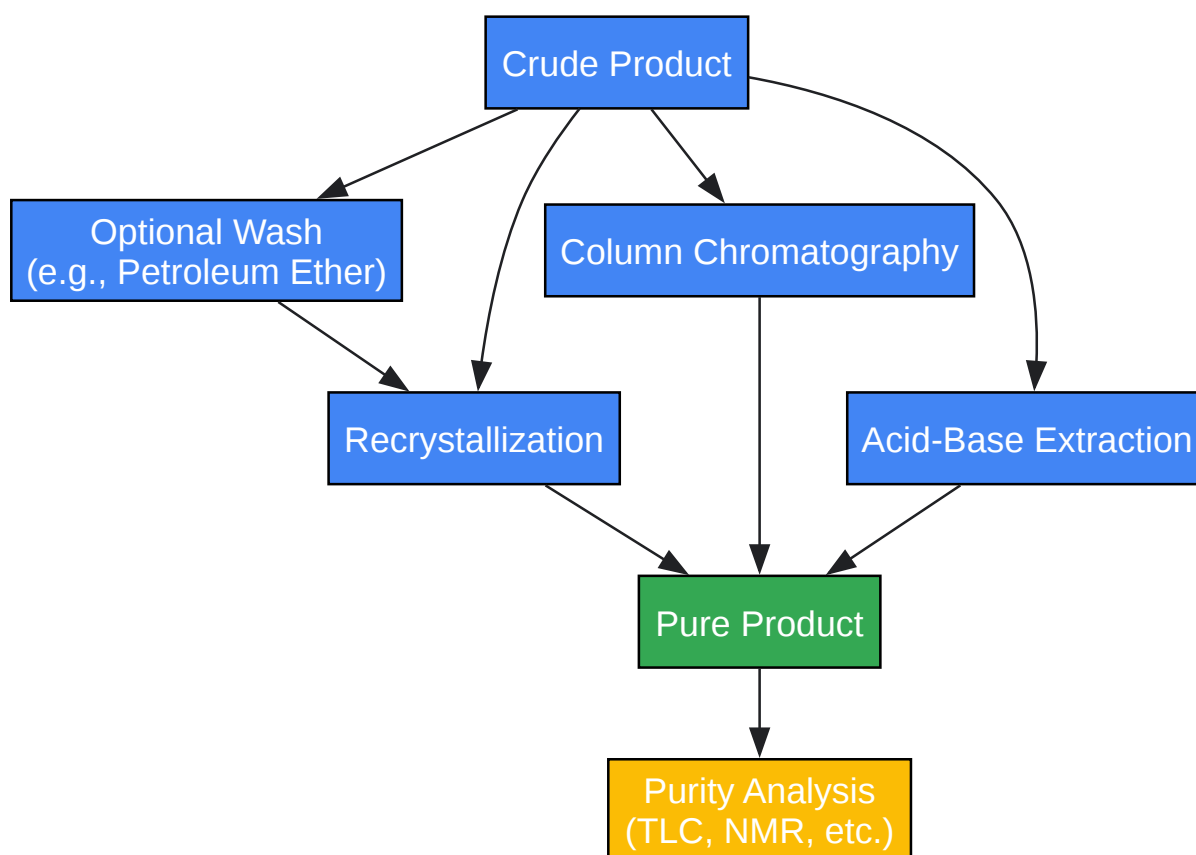 Crude Product
Optional Wash
(e.g., Petroleum Ether)
Column Chromatography
Recrystallization
Acid-Base Extraction
Pure Product
Purity Analysis
(TLC, NMR, etc.)